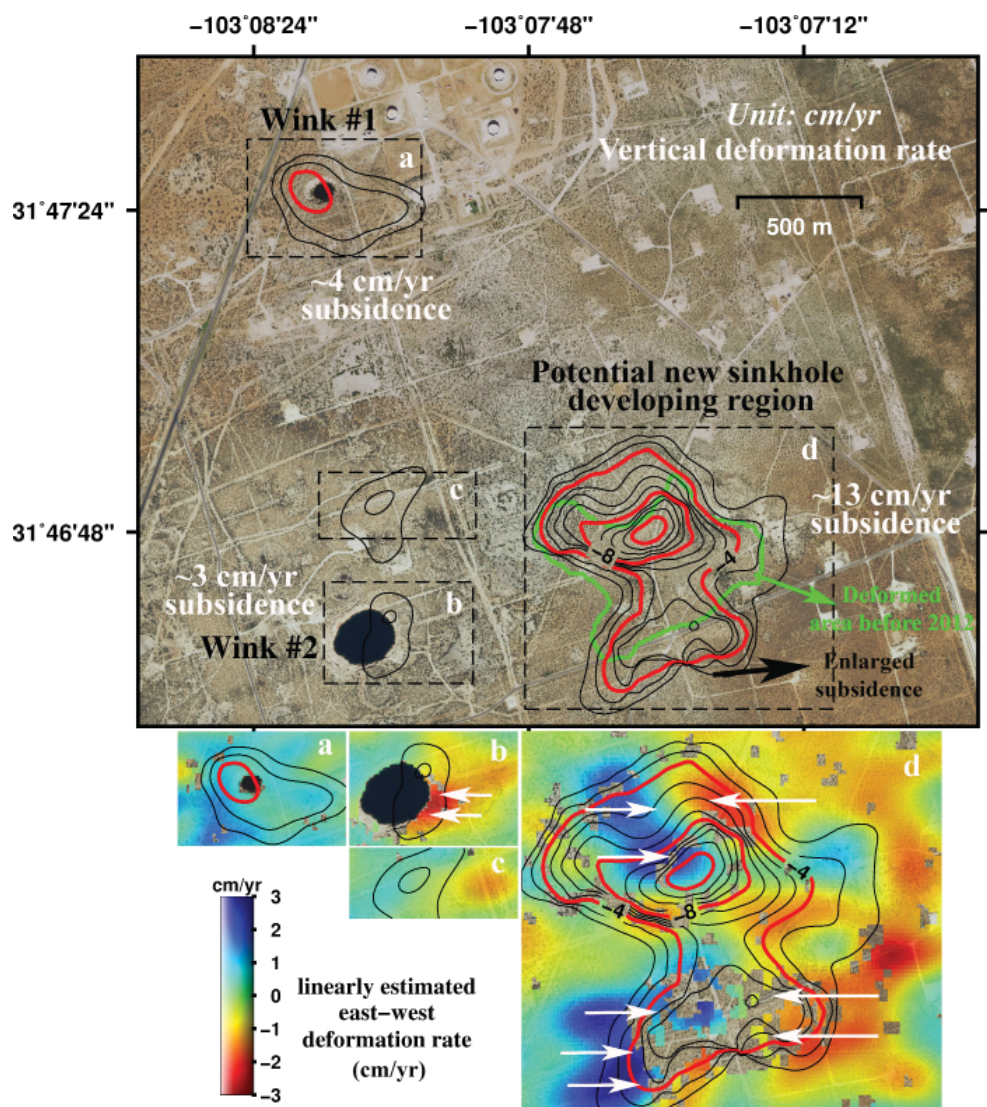 −103˚08'24" −103˚07'48" −103˚07'12"
Wink #1
a
Unit: cm/yr
Vertical deformation rate
500 m
31˚47'24"
~4 cm/yr
subsidence
Potential new sinkhole
developing region
d
c
~13 cm/yr
subsidence
31˚46'48"
−8
−4
~3 cm/yr
subsidence
b
Wink #2
Deformed
area before 2012
Enlarged
subsidence
a
b
d
c
−4
−4
−8
cm/yr
3
2
1
0
−1
−2
−3
linearly estimated
east−west
deformation rate
(cm/yr)